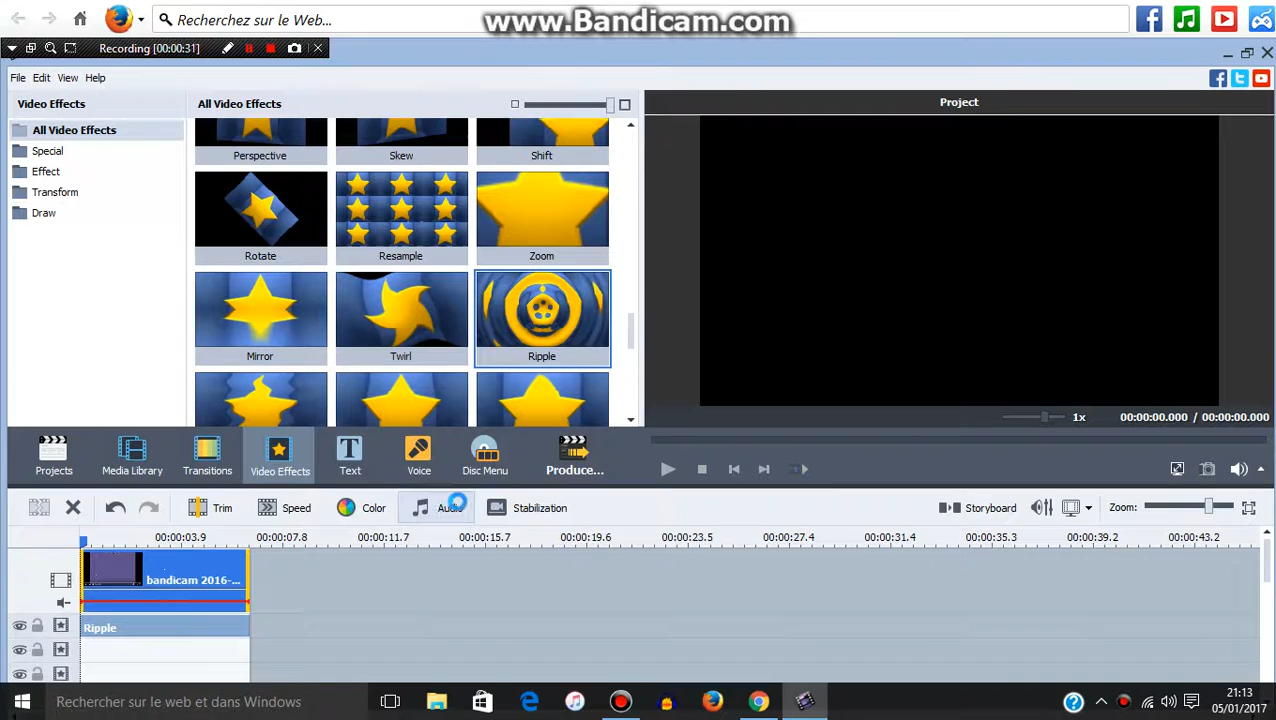 Recherchez sur le Web...
www.Bandicam.com
Recording [00:00:31]
File Edit View Help
Video Effects
All Video Effects
Project
All Video Effects
Special
Effect
Transform
Draw
Perspective
Skew
Shift
Rotate
Resample
Zoom
Mirror
Twirl
Ripple
1x
00:00:00.000 / 00:00:00.000
Projects
Media Library
Transitions
Video Effects
Text
Voice
Disc Menu
Produce...
Trim
Speed
Color
Audio
Stabilization
Storyboard
Zoom:
00:00:03.9 00:00:07.8 00:00:11.7 00:00:15.7 00:00:19.6 00:00:23.5 00:00:27.4 00:00:31.4 00:00:35.3 00:00:39.2 00:00:43.2
bandicam 2016-...
Ripple
Rechercher sur le web et dans Windows
21:13
05/01/2017